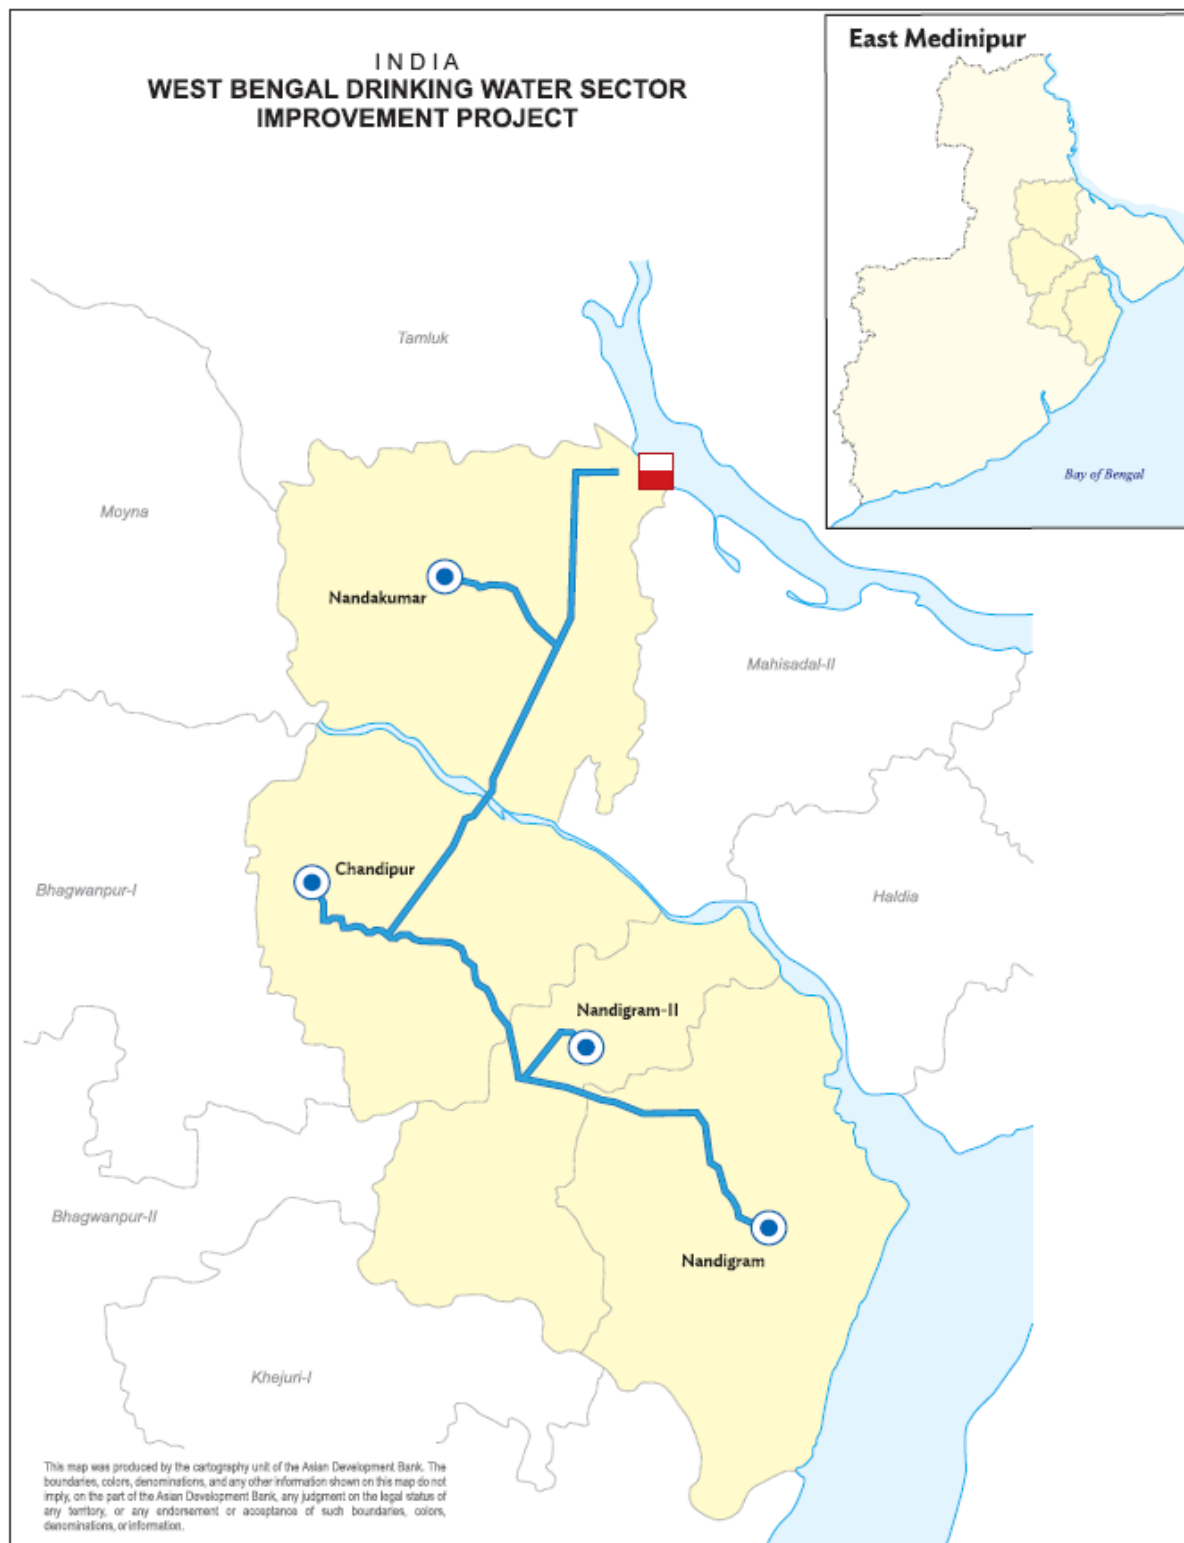 INDIA
WEST BENGAL DRINKING WATER SECTOR
IMPROVEMENT PROJECT
East Medinipur
Bay of Bengal
Tamluk
Moyna
Nandakumar
Mahisadal-II
Chandipur
Bhagwanpur-I
Haldia
Nandigram-II
Bhagwanpur-II
Nandigram
Khejuri-I
This map was produced by the cartography unit of the Asian Development Bank. The
boundaries, colors, denominations, and any other information shown on this map do not
imply, on the part of the Asian Development Bank, any judgment on the legal status of
any territory, or any endorsement or acceptance of such boundaries, colors,
denominations, or information.